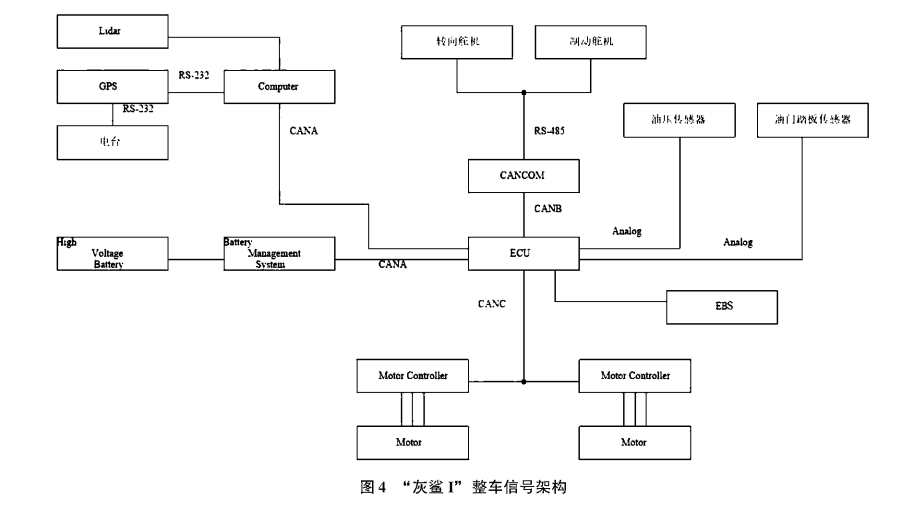 Lidar
转向舵机
制动舵机
GPS
RS-232
Computer
RS-232
CANA
电台
RS-485
油压传感器
油门踏板传感器
CANCOM
CANB
Analog
Analog
High
Voltage
Battery
Battery
Management
System
CANA
ECU
CANC
EBS
Motor Controller
Motor Controller
Motor
Motor
图 4 “灰鲨 I” 整车信号架构